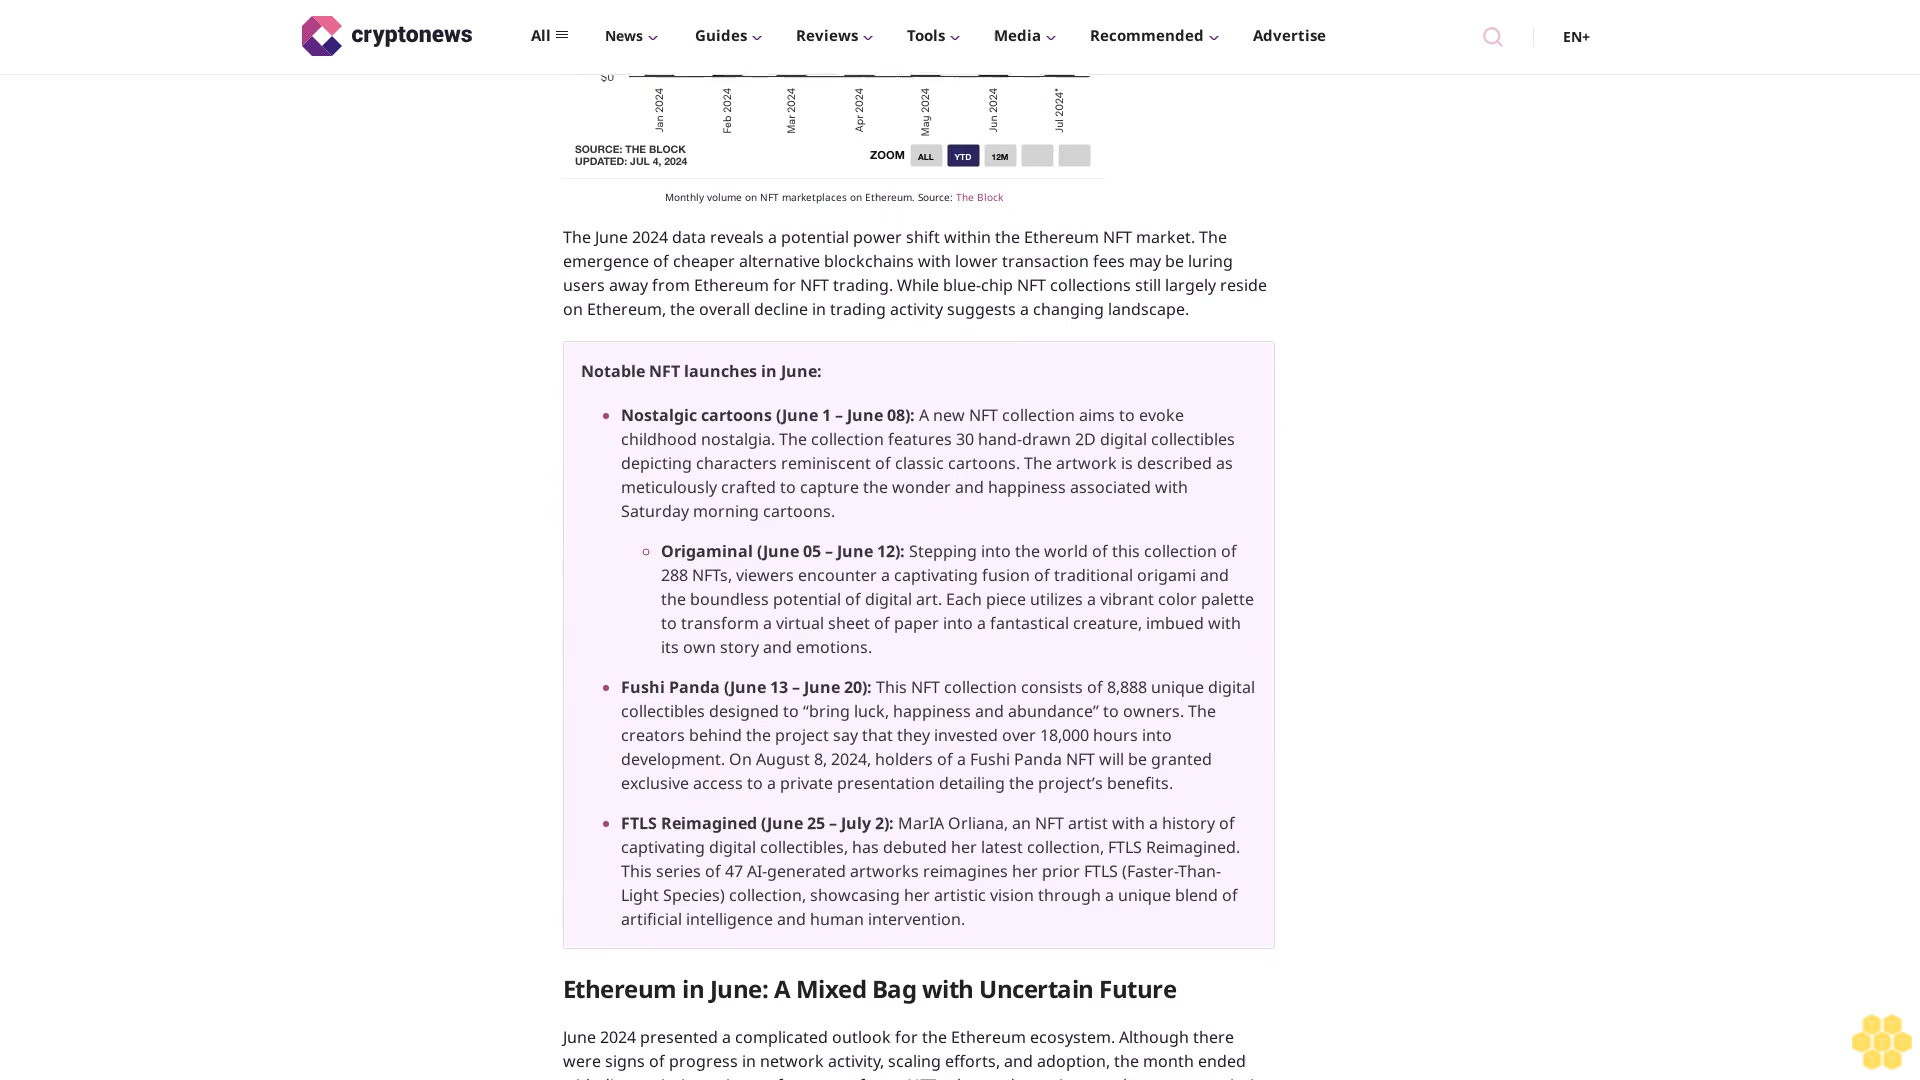 cryptonews
All
News
Guides
Reviews
Tools
Media
Recommended
Advertise
EN+
$0
Jan 2024
Feb 2024
Mar 2024
Apr 2024
May 2024
Jun 2024
Jul 2024*
SOURCE: THE BLOCK
UPDATED: JUL 4, 2024
ZOOM ALL YTD 12M
Monthly volume on NFT marketplaces on Ethereum. Source: The Block
The June 2024 data reveals a potential power shift within the Ethereum NFT market. The
emergence of cheaper alternative blockchains with lower transaction fees may be luring
users away from Ethereum for NFT trading. While blue-chip NFT collections still largely reside
on Ethereum, the overall decline in trading activity suggests a changing landscape.
Notable NFT launches in June:
Nostalgic cartoons (June 1 – June 08): A new NFT collection aims to evoke
childhood nostalgia. The collection features 30 hand-drawn 2D digital collectibles
depicting characters reminiscent of classic cartoons. The artwork is described as
meticulously crafted to capture the wonder and happiness associated with
Saturday morning cartoons.
Origaminal (June 05 – June 12): Stepping into the world of this collection of
288 NFTs, viewers encounter a captivating fusion of traditional origami and
the boundless potential of digital art. Each piece utilizes a vibrant color palette
to transform a virtual sheet of paper into a fantastical creature, imbued with
its own story and emotions.
Fushi Panda (June 13 – June 20): This NFT collection consists of 8,888 unique digital
collectibles designed to “bring luck, happiness and abundance” to owners. The
creators behind the project say that they invested over 18,000 hours into
development. On August 8, 2024, holders of a Fushi Panda NFT will be granted
exclusive access to a private presentation detailing the project’s benefits.
FTLS Reimagined (June 25 – July 2): MarIA Orliana, an NFT artist with a history of
captivating digital collectibles, has debuted her latest collection, FTLS Reimagined.
This series of 47 AI-generated artworks reimagines her prior FTLS (Faster-Than-
Light Species) collection, showcasing her artistic vision through a unique blend of
artificial intelligence and human intervention.
Ethereum in June: A Mixed Bag with Uncertain Future
June 2024 presented a complicated outlook for the Ethereum ecosystem. Although there
were signs of progress in network activity, scaling efforts, and adoption, the month ended